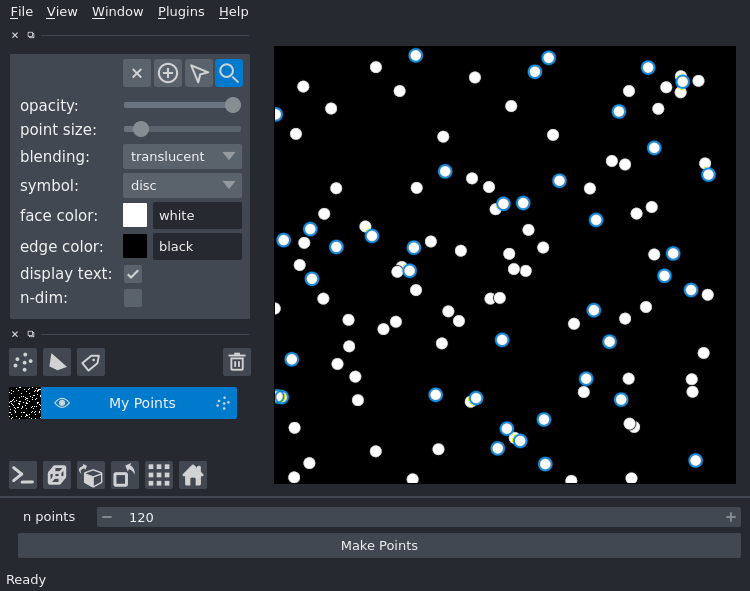 File View Window Plugins Help
opacity:
point size:
blending: translucent
symbol: disc
face color: white
edge color: black
display text:
n-dim:
My Points
n points 120
Make Points
Ready